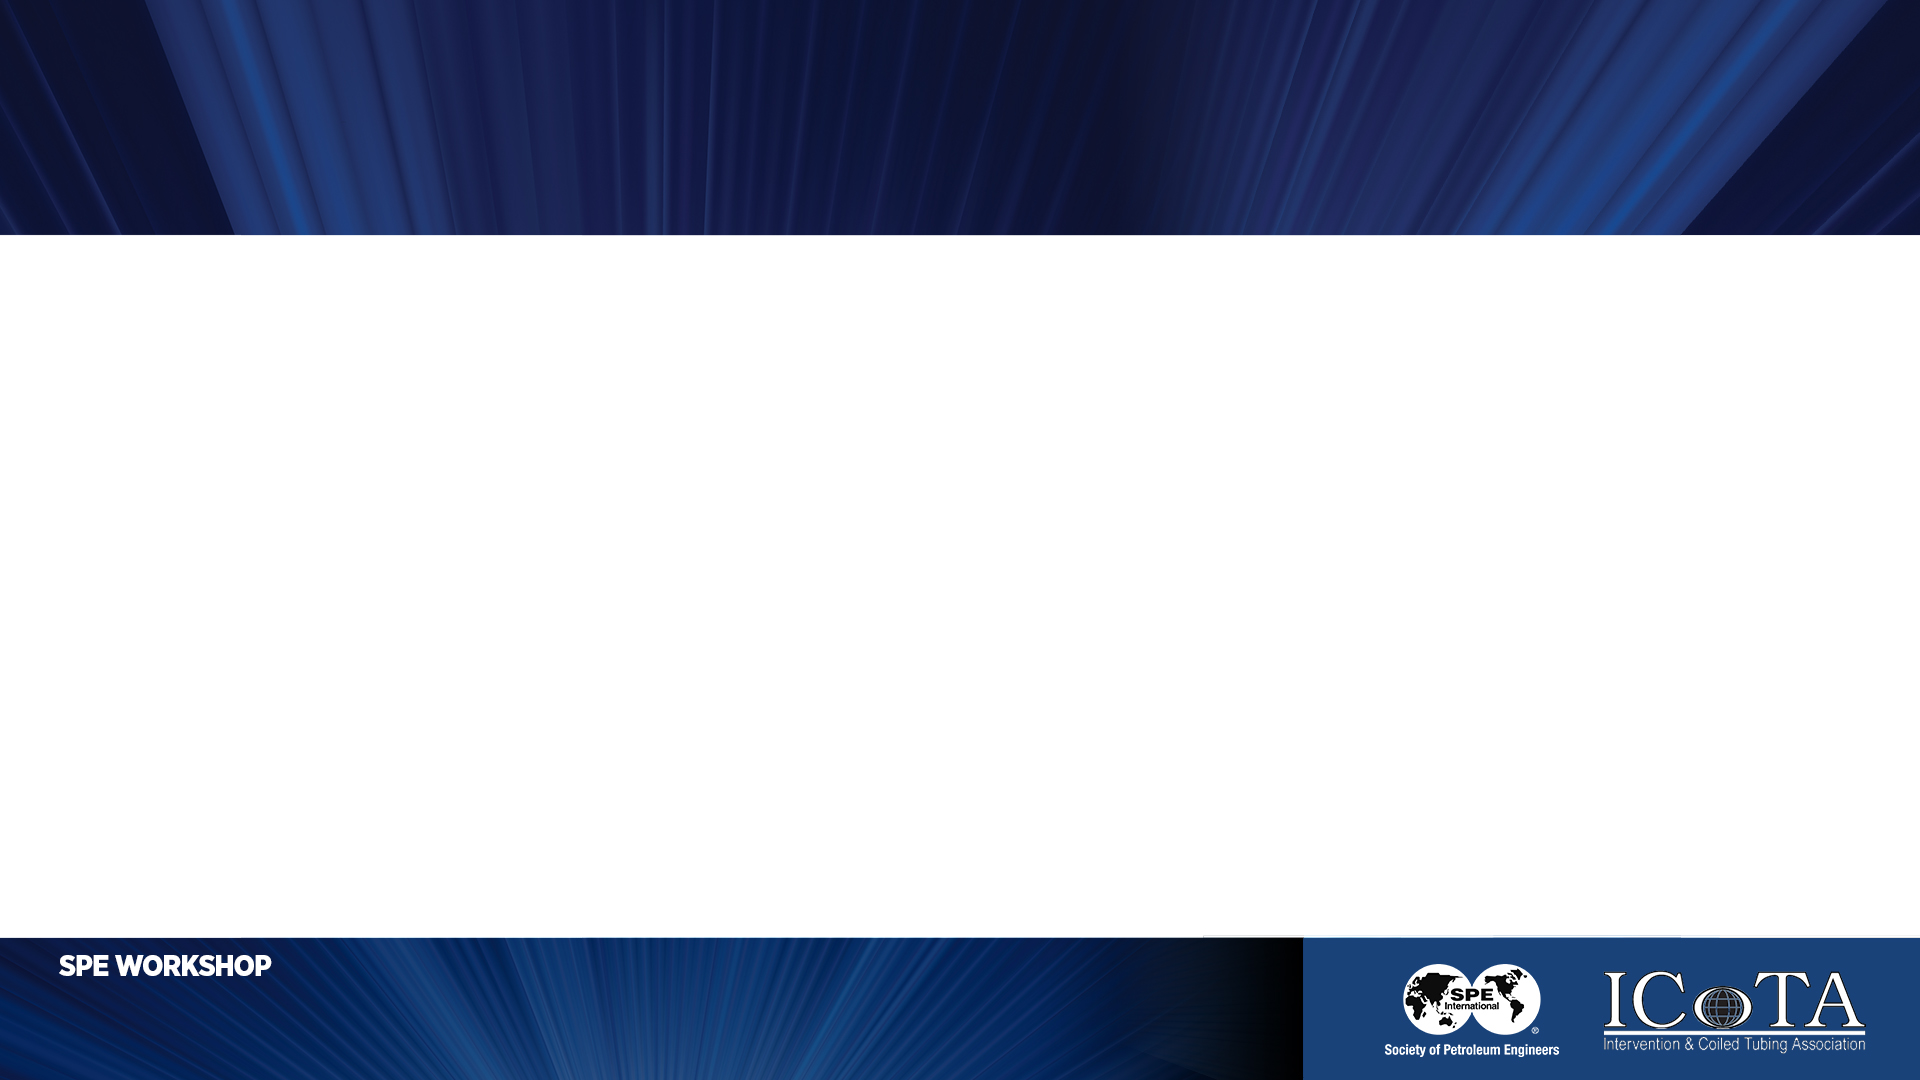 SPE WORKSHOP
SPE
International
®
Society of Petroleum Engineers
ICoTA
Intervention & Coiled Tubing Association